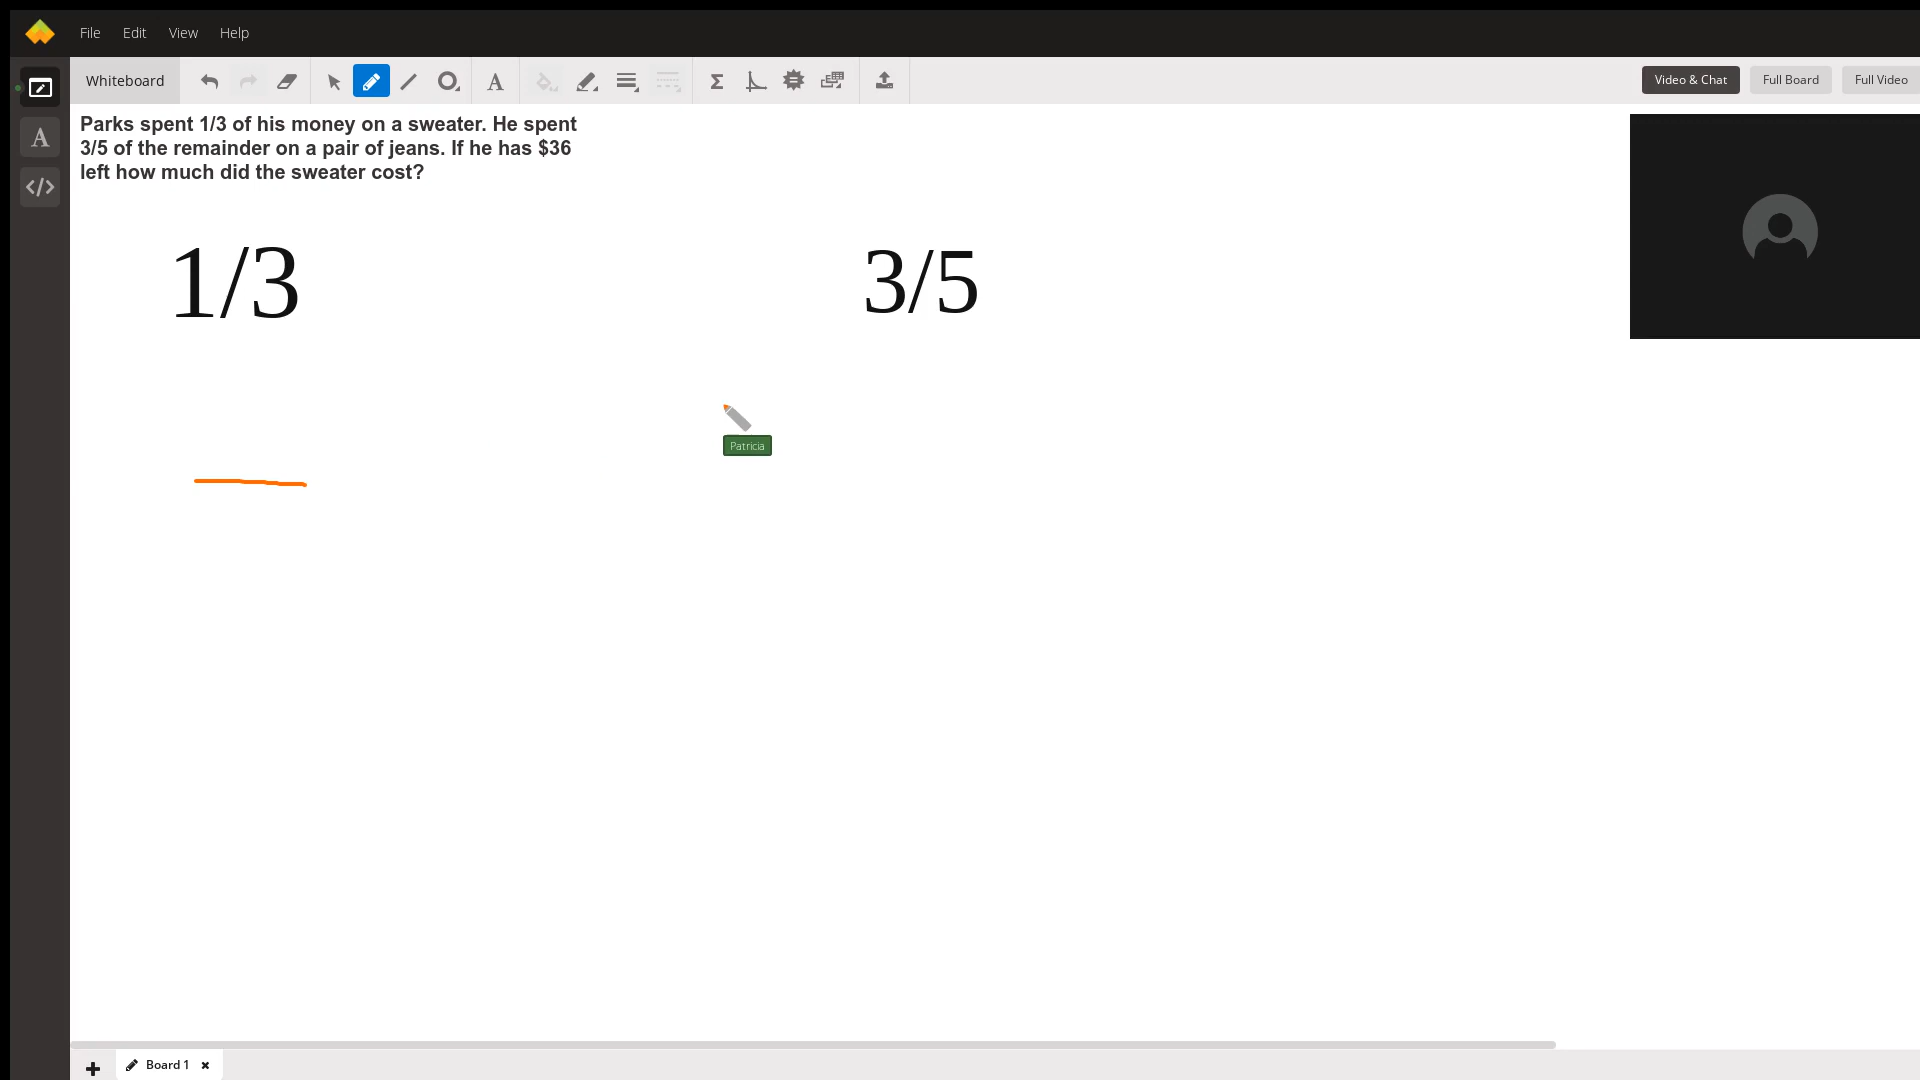 File Edit View Help
Whiteboard A Σ Video & Chat Full Board Full Video
A
</>
Parks spent 1/3 of his money on a sweater. He spent
3/5 of the remainder on a pair of jeans. If he has $36
left how much did the sweater cost?
1/3 3/5
Patricia
Board 1